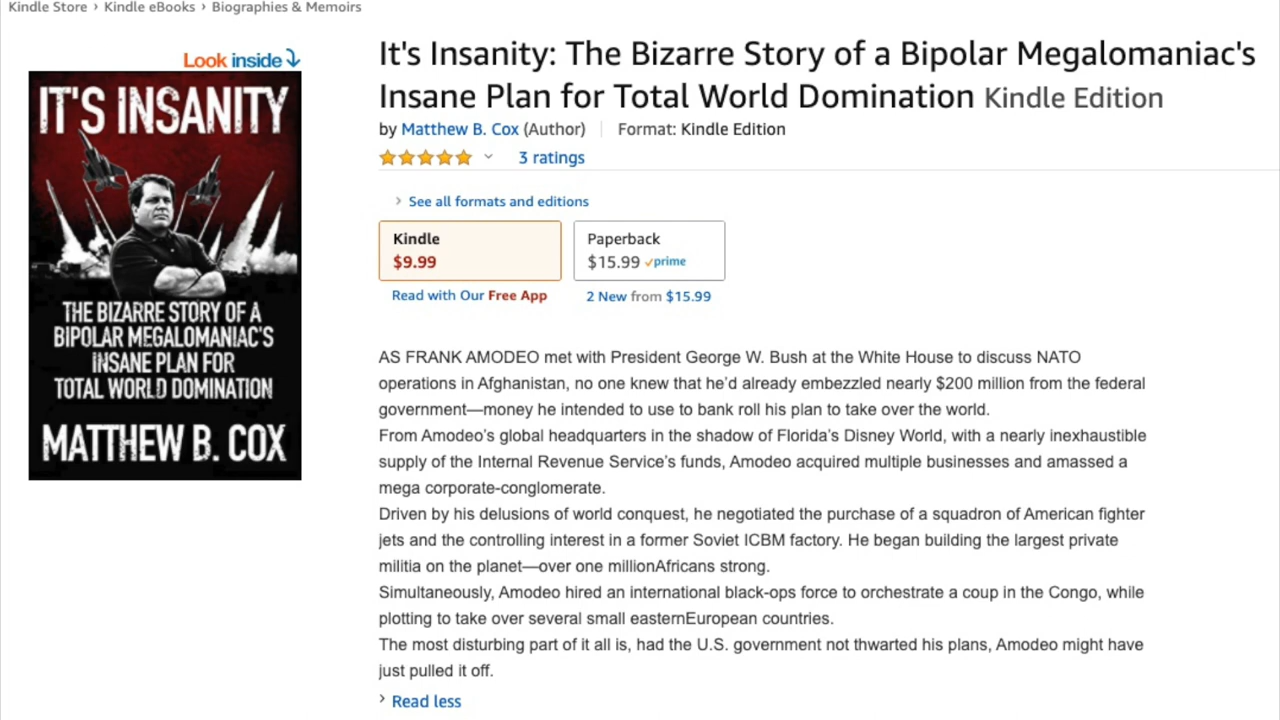 Kindle Store › Kindle eBooks › Biographies & Memoirs
Look inside
IT'S INSANITY
THE BIZARRE STORY OF A
BIPOLAR MEGALOMANIAC'S
INSANE PLAN FOR
TOTAL WORLD DOMINATION
MATTHEW B. COX
It's Insanity: The Bizarre Story of a Bipolar Megalomaniac's
Insane Plan for Total World Domination Kindle Edition
by Matthew B. Cox (Author) Format: Kindle Edition
3 ratings
› See all formats and editions
Kindle
$9.99
Read with Our Free App
Paperback
$15.99 prime
2 New from $15.99
AS FRANK AMODEO met with President George W. Bush at the White House to discuss NATO
operations in Afghanistan, no one knew that he'd already embezzled nearly $200 million from the federal
government—money he intended to use to bank roll his plan to take over the world.
From Amodeo's global headquarters in the shadow of Florida's Disney World, with a nearly inexhaustible
supply of the Internal Revenue Service's funds, Amodeo acquired multiple businesses and amassed a
mega corporate-conglomerate.
Driven by his delusions of world conquest, he negotiated the purchase of a squadron of American fighter
jets and the controlling interest in a former Soviet ICBM factory. He began building the largest private
militia on the planet—over one millionAfricans strong.
Simultaneously, Amodeo hired an international black-ops force to orchestrate a coup in the Congo, while
plotting to take over several small easternEuropean countries.
The most disturbing part of it all is, had the U.S. government not thwarted his plans, Amodeo might have
just pulled it off.
› Read less